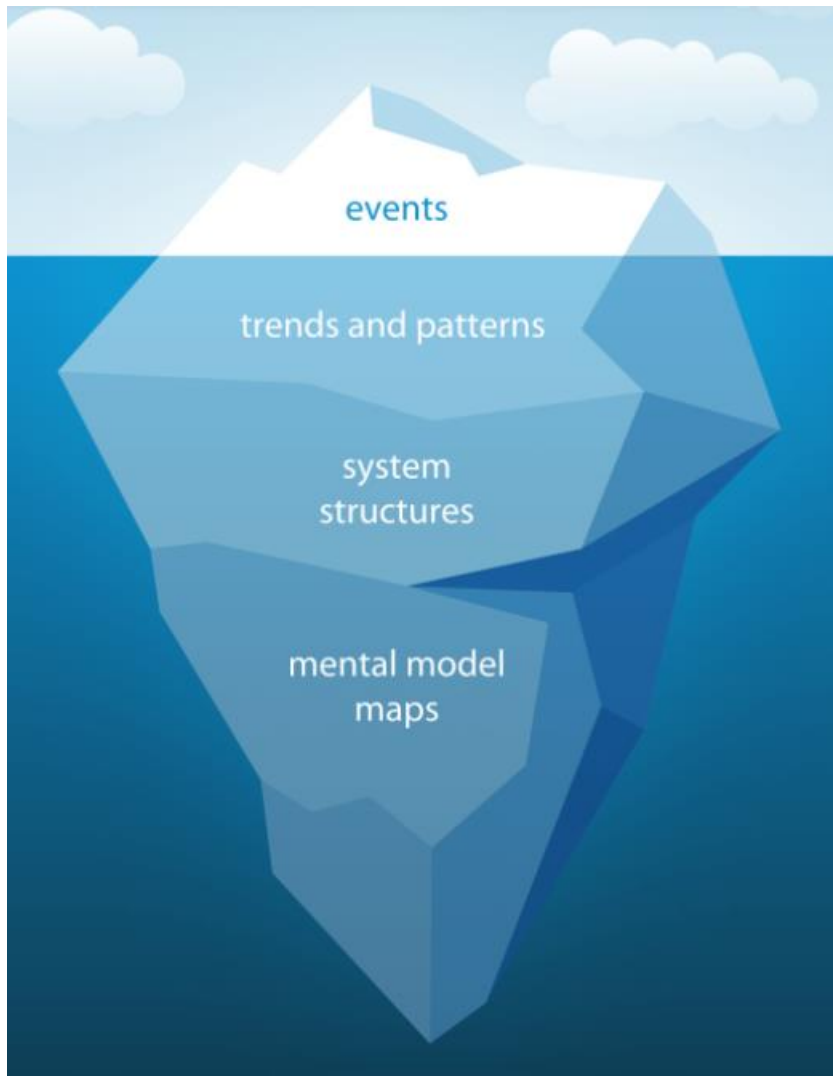 events
trends and patterns
system
structures
mental model
maps